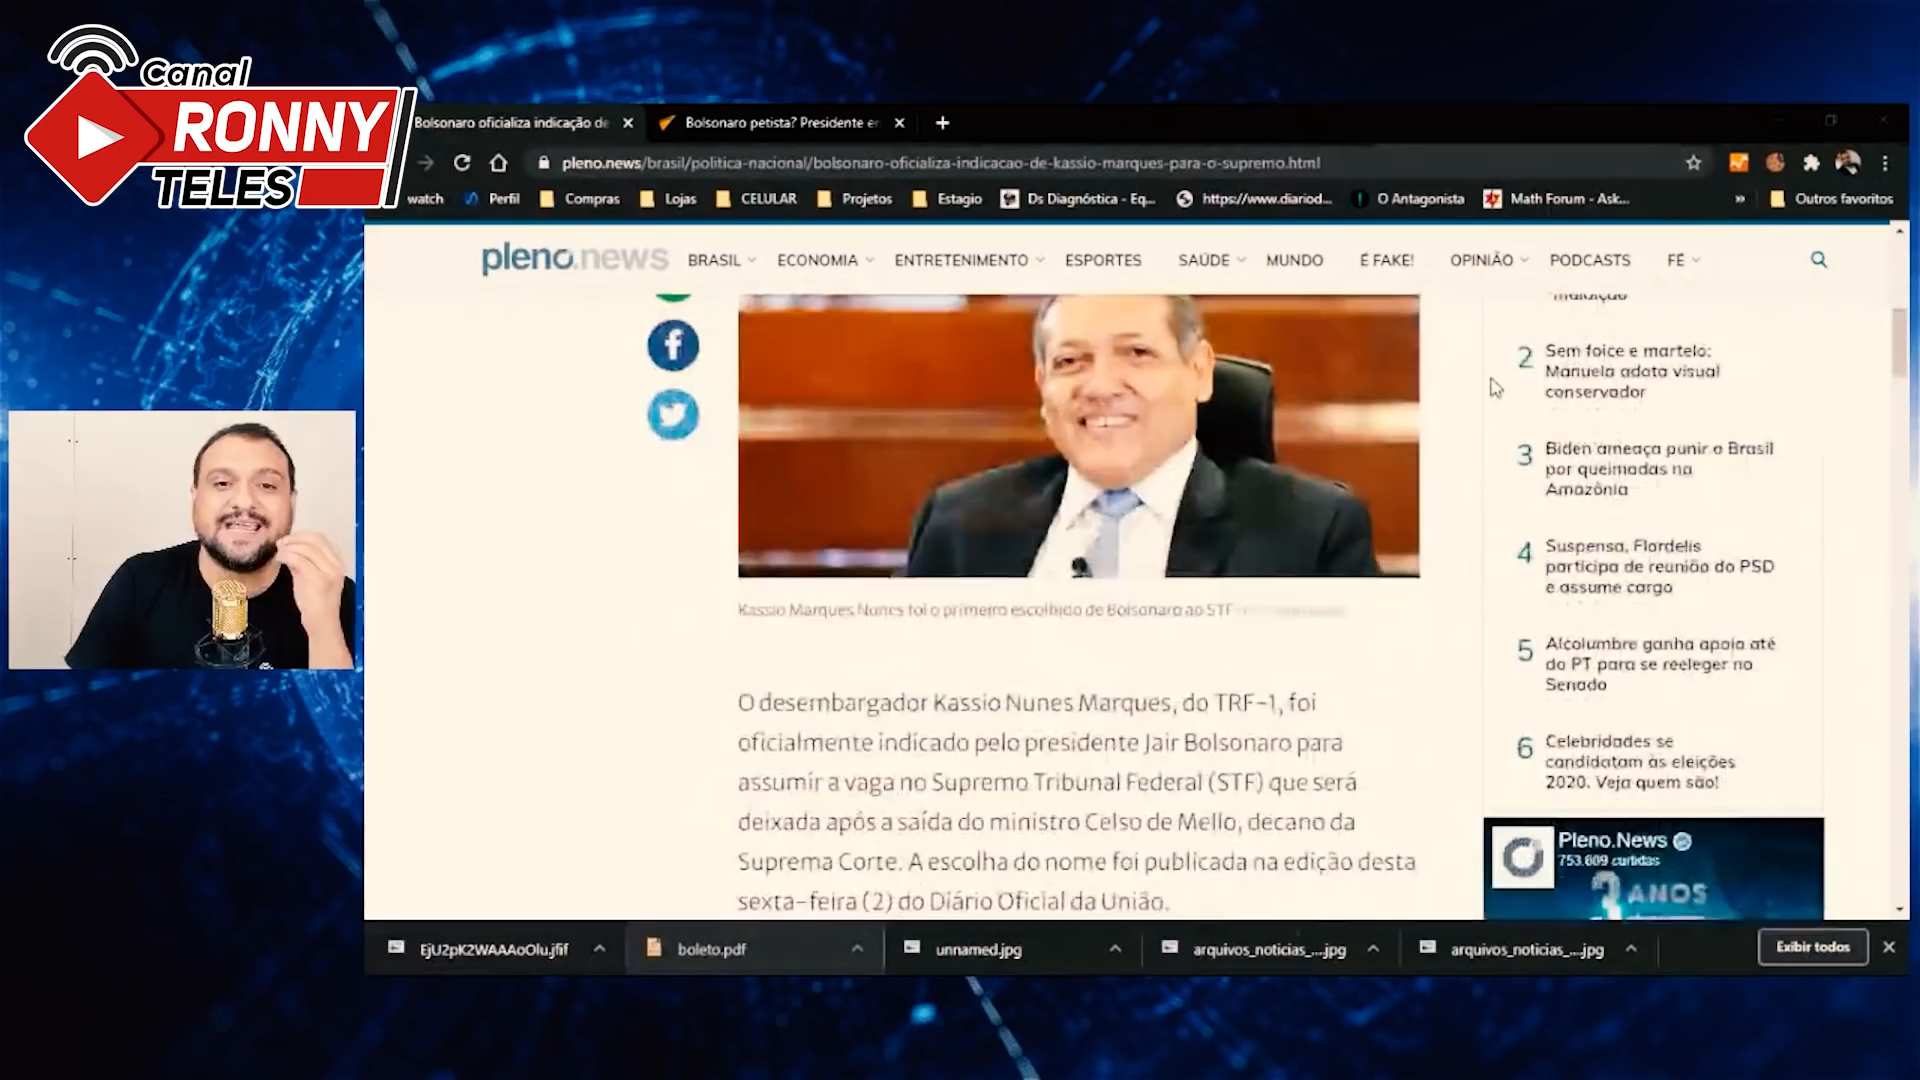 Canal
RONNY
TELES
Bolsonaro oficializa indicação de
Bolsonaro petista? Presidente er
pleno.news/brasil/politica-nacional/bolsonaro-oficializa-indicacao-de-kassio-marques-para-o-supremo.html
watch
Perfil
Compras
Lojas
CELULAR
Projetos
Estagio
Ds Diagnóstica - Eq...
https://www.diariod...
O Antagonista
Math Forum - Ask...
»
Outros favoritos
pleno.news
BRASIL
ECONOMIA
ENTRETENIMENTO
ESPORTES
SAÚDE
MUNDO
É FAKE!
OPINIÃO
PODCASTS
FÉ
Kassio Marques Nunes foi o primeiro escolhido de Bolsonaro ao STF
O desembargador Kassio Nunes Marques, do TRF-1, foi
oficialmente indicado pelo presidente Jair Bolsonaro para
assumir a vaga no Supremo Tribunal Federal (STF) que será
deixada após a saída do ministro Celso de Mello, decano da
Suprema Corte. A escolha do nome foi publicada na edição desta
sexta-feira (2) do Diário Oficial da União.
2 Sem foice e martelo:
Manuela adota visual
conservador
3 Biden ameaça punir o Brasil
por queimadas na
Amazônia
4 Suspensa, Flordelis
participa de reunião do PSD
e assume cargo
5 Alcolumbre ganha apoio até
do PT para se reeleger no
Senado
6 Celebridades se
candidatam às eleições
2020. Veja quem são!
Pleno.News
753.609 curtidas
3 ANOS
EjU2pK2WAAAoOlu.jfif
boleto.pdf
unnamed.jpg
arquivos_noticias_....jpg
arquivos_noticias_....jpg
Exibir todos